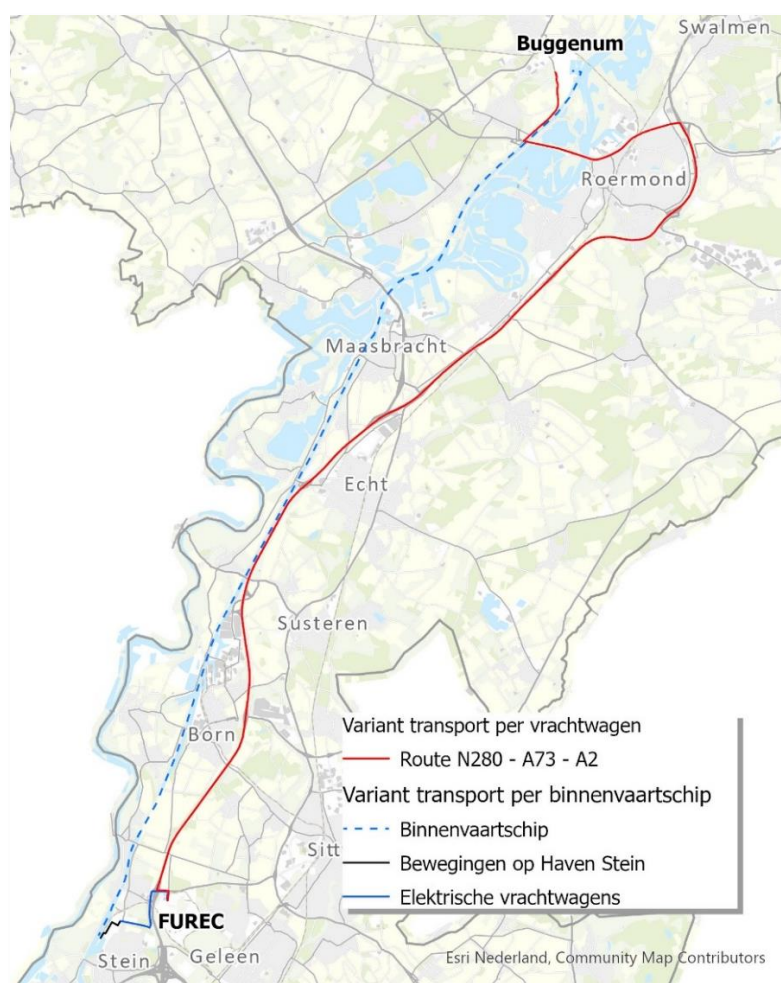 Buggenum
Swalmen
Roermond
Maasbracht
Echt
Susteren
Born
Sitt
FUREC
Stein
Geleen
Variant transport per vrachtwagen
Route N280 - A73 - A2
Variant transport per binnenvaartschip
Binnenvaartschip
Bewegingen op Haven Stein
Elektrische vrachtwagens
Esri Nederland, Community Map Contributors